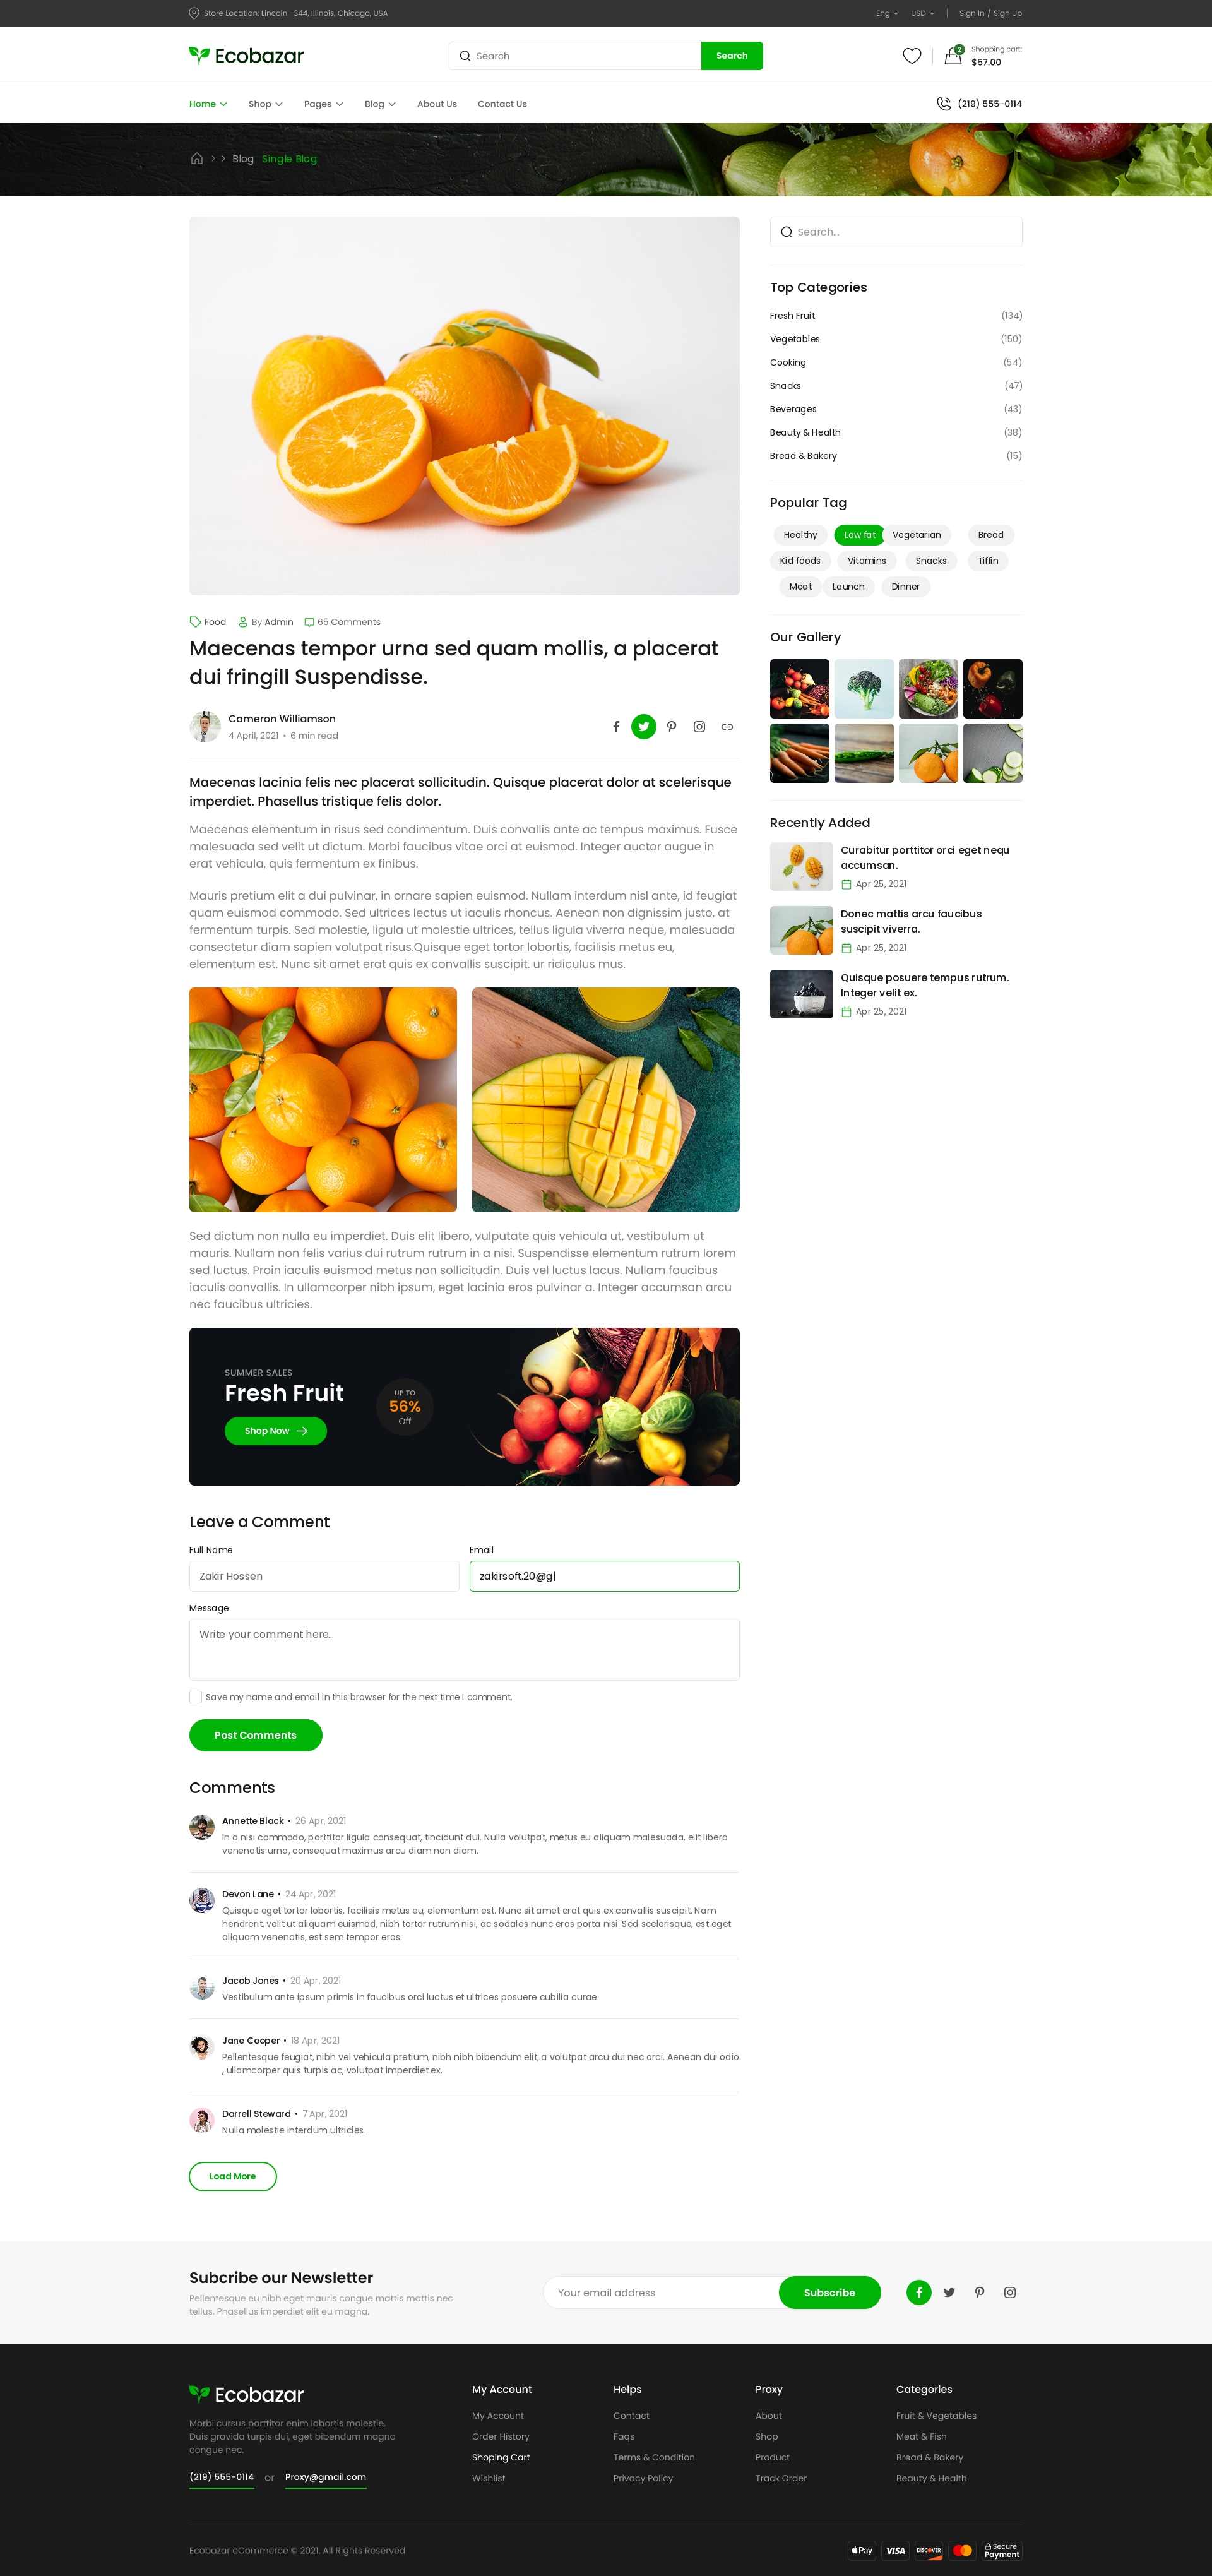 Store Location: Lincoln- 344, Illinois, Chicago, USA
Eng USD Sign In / Sign Up
Ecobazar
Search
Search
2
Shopping cart:
$57.00
Home Shop Pages Blog About Us Contact Us
(219) 555-0114
Blog Single Blog
Food By Admin 65 Comments
Maecenas tempor urna sed quam mollis, a placerat
dui fringill Suspendisse.
Cameron Williamson
4 April, 2021 • 6 min read
Maecenas lacinia felis nec placerat sollicitudin. Quisque placerat dolor at scelerisque
imperdiet. Phasellus tristique felis dolor.
Maecenas elementum in risus sed condimentum. Duis convallis ante ac tempus maximus. Fusce
malesuada sed velit ut dictum. Morbi faucibus vitae orci at euismod. Integer auctor augue in
erat vehicula, quis fermentum ex finibus.
Mauris pretium elit a dui pulvinar, in ornare sapien euismod. Nullam interdum nisl ante, id feugiat
quam euismod commodo. Sed ultrices lectus ut iaculis rhoncus. Aenean non dignissim justo, at
fermentum turpis. Sed molestie, ligula ut molestie ultrices, tellus ligula viverra neque, malesuada
consectetur diam sapien volutpat risus.Quisque eget tortor lobortis, facilisis metus eu,
elementum est. Nunc sit amet erat quis ex convallis suscipit. ur ridiculus mus.
Sed dictum non nulla eu imperdiet. Duis elit libero, vulputate quis vehicula ut, vestibulum ut
mauris. Nullam non felis varius dui rutrum rutrum in a nisi. Suspendisse elementum rutrum lorem
sed luctus. Proin iaculis euismod metus non sollicitudin. Duis vel luctus lacus. Nullam faucibus
iaculis convallis. In ullamcorper nibh ipsum, eget lacinia eros pulvinar a. Integer accumsan arcu
nec faucibus ultricies.
SUMMER SALES
Fresh Fruit
Shop Now
UP TO
56%
Off
Leave a Comment
Full Name
Zakir Hossen
Email
zakirsoft.20@g|
Message
Write your comment here...
Save my name and email in this browser for the next time I comment.
Post Comments
Comments
Annette Black • 26 Apr, 2021
In a nisi commodo, porttitor ligula consequat, tincidunt dui. Nulla volutpat, metus eu aliquam malesuada, elit libero
venenatis urna, consequat maximus arcu diam non diam.
Devon Lane • 24 Apr, 2021
Quisque eget tortor lobortis, facilisis metus eu, elementum est. Nunc sit amet erat quis ex convallis suscipit. Nam
hendrerit, velit ut aliquam euismod, nibh tortor rutrum nisi, ac sodales nunc eros porta nisi. Sed scelerisque, est eget
aliquam venenatis, est sem tempor eros.
Jacob Jones • 20 Apr, 2021
Vestibulum ante ipsum primis in faucibus orci luctus et ultrices posuere cubilia curae.
Jane Cooper • 18 Apr, 2021
Pellentesque feugiat, nibh vel vehicula pretium, nibh nibh bibendum elit, a volutpat arcu dui nec orci. Aenean dui odio
, ullamcorper quis turpis ac, volutpat imperdiet ex.
Darrell Steward • 7 Apr, 2021
Nulla molestie interdum ultricies.
Load More
Search...
Top Categories
Fresh Fruit (134)
Vegetables (150)
Cooking (54)
Snacks (47)
Beverages (43)
Beauty & Health (38)
Bread & Bakery (15)
Popular Tag
Healthy Low fat Vegetarian Bread
Kid foods Vitamins Snacks Tiffin
Meat Launch Dinner
Our Gallery
Recently Added
Curabitur porttitor orci eget nequ
accumsan.
Apr 25, 2021
Donec mattis arcu faucibus
suscipit viverra.
Apr 25, 2021
Quisque posuere tempus rutrum.
Integer velit ex.
Apr 25, 2021
Subcribe our Newsletter
Pellentesque eu nibh eget mauris congue mattis mattis nec
tellus. Phasellus imperdiet elit eu magna.
Your email address
Subscribe
Ecobazar
Morbi cursus porttitor enim lobortis molestie.
Duis gravida turpis dui, eget bibendum magna
congue nec.
(219) 555-0114 or Proxy@gmail.com
My Account
My Account
Order History
Shoping Cart
Wishlist
Helps
Contact
Faqs
Terms & Condition
Privacy Policy
Proxy
About
Shop
Product
Track Order
Categories
Fruit & Vegetables
Meat & Fish
Bread & Bakery
Beauty & Health
Ecobazar eCommerce © 2021. All Rights Reserved
Pay
VISA
DISCOVER
Secure
Payment